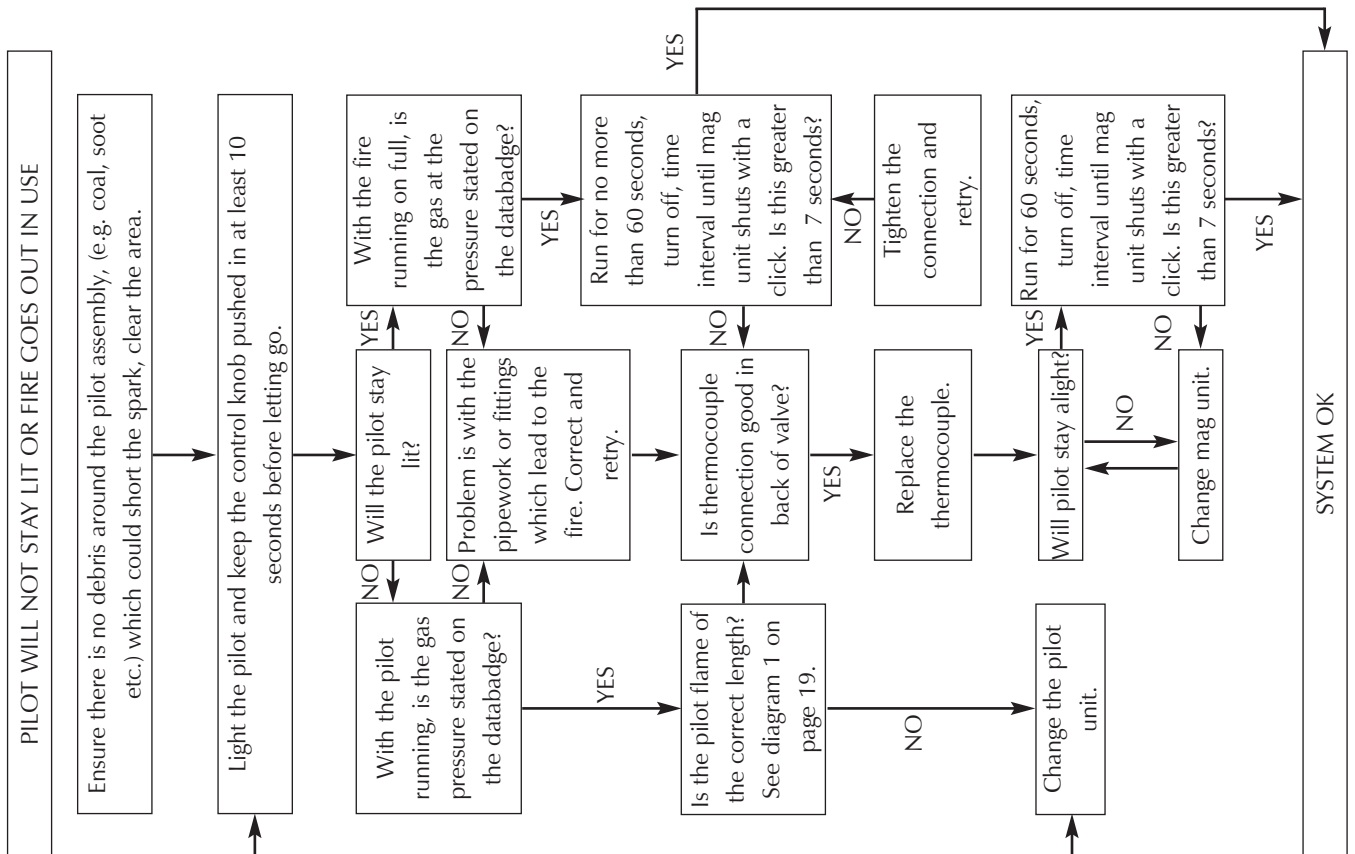 PILOT WILL NOT STAY LIT OR FIRE GOES OUT IN USE
Ensure there is no debris around the pilot assembly, (e.g. coal, soot
etc.) which could short the spark, clear the area.
Light the pilot and keep the control knob pushed in at least 10
seconds before letting go.
Will the pilot stay
lit?
NO
YES
With the pilot
running, is the gas
pressure stated on
the databadge?
With the fire
running on full, is
the gas at the
pressure stated on
the databadge?
NO
NO
Problem is with the
pipework or fittings
which lead to the
fire. Correct and
retry.
YES
YES
Is the pilot flame of
the correct length?
See diagram 1 on
page 19.
Is thermocouple
connection good in
back of valve?
NO
Run for no more
than 60 seconds,
turn off, time
interval until mag
unit shuts with a
click. Is this greater
than 7 seconds?
YES
NO
YES
NO
Replace the
thermocouple.
Tighten the
connection and
retry.
Change the pilot
unit.
Will pilot stay alight?
YES
Run for 60 seconds,
turn off, time
interval until mag
unit shuts with a
click. Is this greater
than 7 seconds?
NO
NO
Change mag unit.
YES
SYSTEM OK